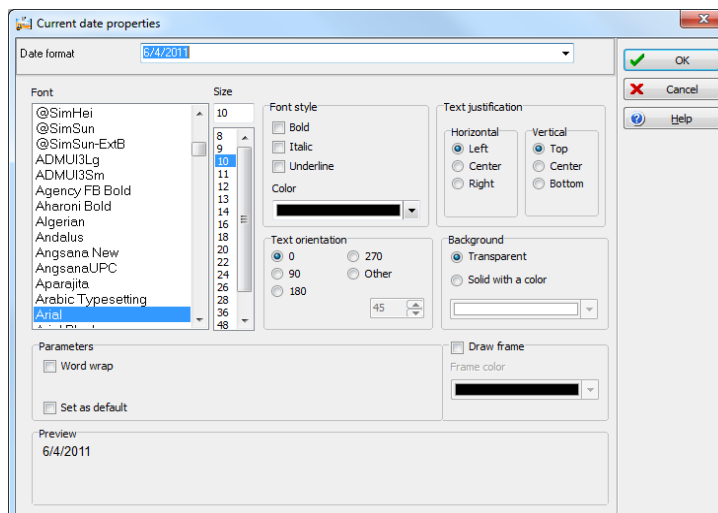 Current date properties
Date format
6/4/2011
OK
Cancel
Help
Font
@SimHei
@SimSun
@SimSun-ExtB
ADMUI3Lg
ADMUI3Sm
Agency FB Bold
Aharoni Bold
Algerian
Andalus
Angsana New
AngsanaUPC
Aparajita
Arabic Typesetting
Arial
Size
10
8
9
10
11
12
13
14
16
18
20
22
24
26
28
36
48
Font style
Bold
Italic
Underline
Color
Text justification
Horizontal
Left
Center
Right
Vertical
Top
Center
Bottom
Text orientation
0
90
180
270
Other
45
Background
Transparent
Solid with a color
Parameters
Word wrap
Set as default
Draw frame
Frame color
Preview
6/4/2011